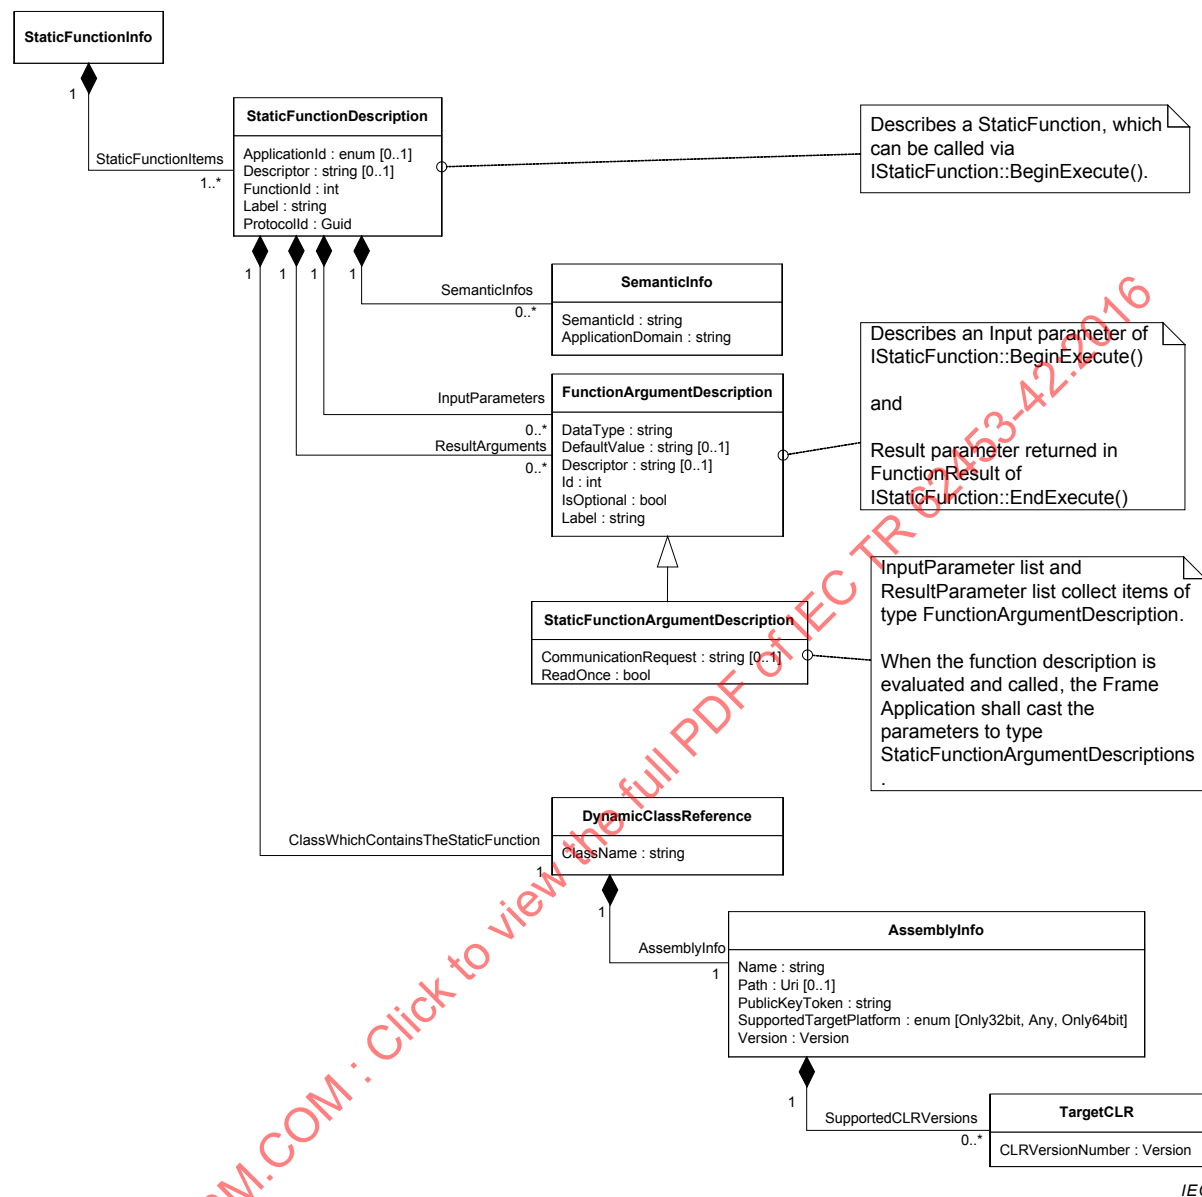 StaticFunctionInfo
1
StaticFunctionItems
1..*
StaticFunctionDescription
ApplicationId : enum [0..1]
Descriptor : string [0..1]
FunctionId : int
Label : string
ProtocolId : Guid
Describes a StaticFunction, which
can be called via
IStaticFunction::BeginExecute().
1
1
1
1
SemanticInfos
0..*
SemanticInfo
SemanticId : string
ApplicationDomain : string
InputParameters
0..*
ResultArguments
0..*
FunctionArgumentDescription
DataType : string
DefaultValue : string [0..1]
Descriptor : string [0..1]
Id : int
IsOptional : bool
Label : string
Describes an Input parameter of
IStaticFunction::BeginExecute()
and
Result parameter returned in
FunctionResult of
IStaticFunction::EndExecute()
StaticFunctionArgumentDescription
CommunicationRequest : string [0..1]
ReadOnce : bool
InputParameter list and
ResultParameter list collect items of
type FunctionArgumentDescription.
When the function description is
evaluated and called, the Frame
Application shall cast the
parameters to type
StaticFunctionArgumentDescriptions
.
ClassWhichContainsTheStaticFunction
1
DynamicClassReference
ClassName : string
1
AssemblyInfo
1
AssemblyInfo
Name : string
Path : Uri [0..1]
PublicKeyToken : string
SupportedTargetPlatform : enum [Only32bit, Any, Only64bit]
Version : Version
1
SupportedCLRVersions
0..*
TargetCLR
CLRVersionNumber : Version
IEC
M.COM : Click to view the full PDF of IEC TR 62453-42:2016